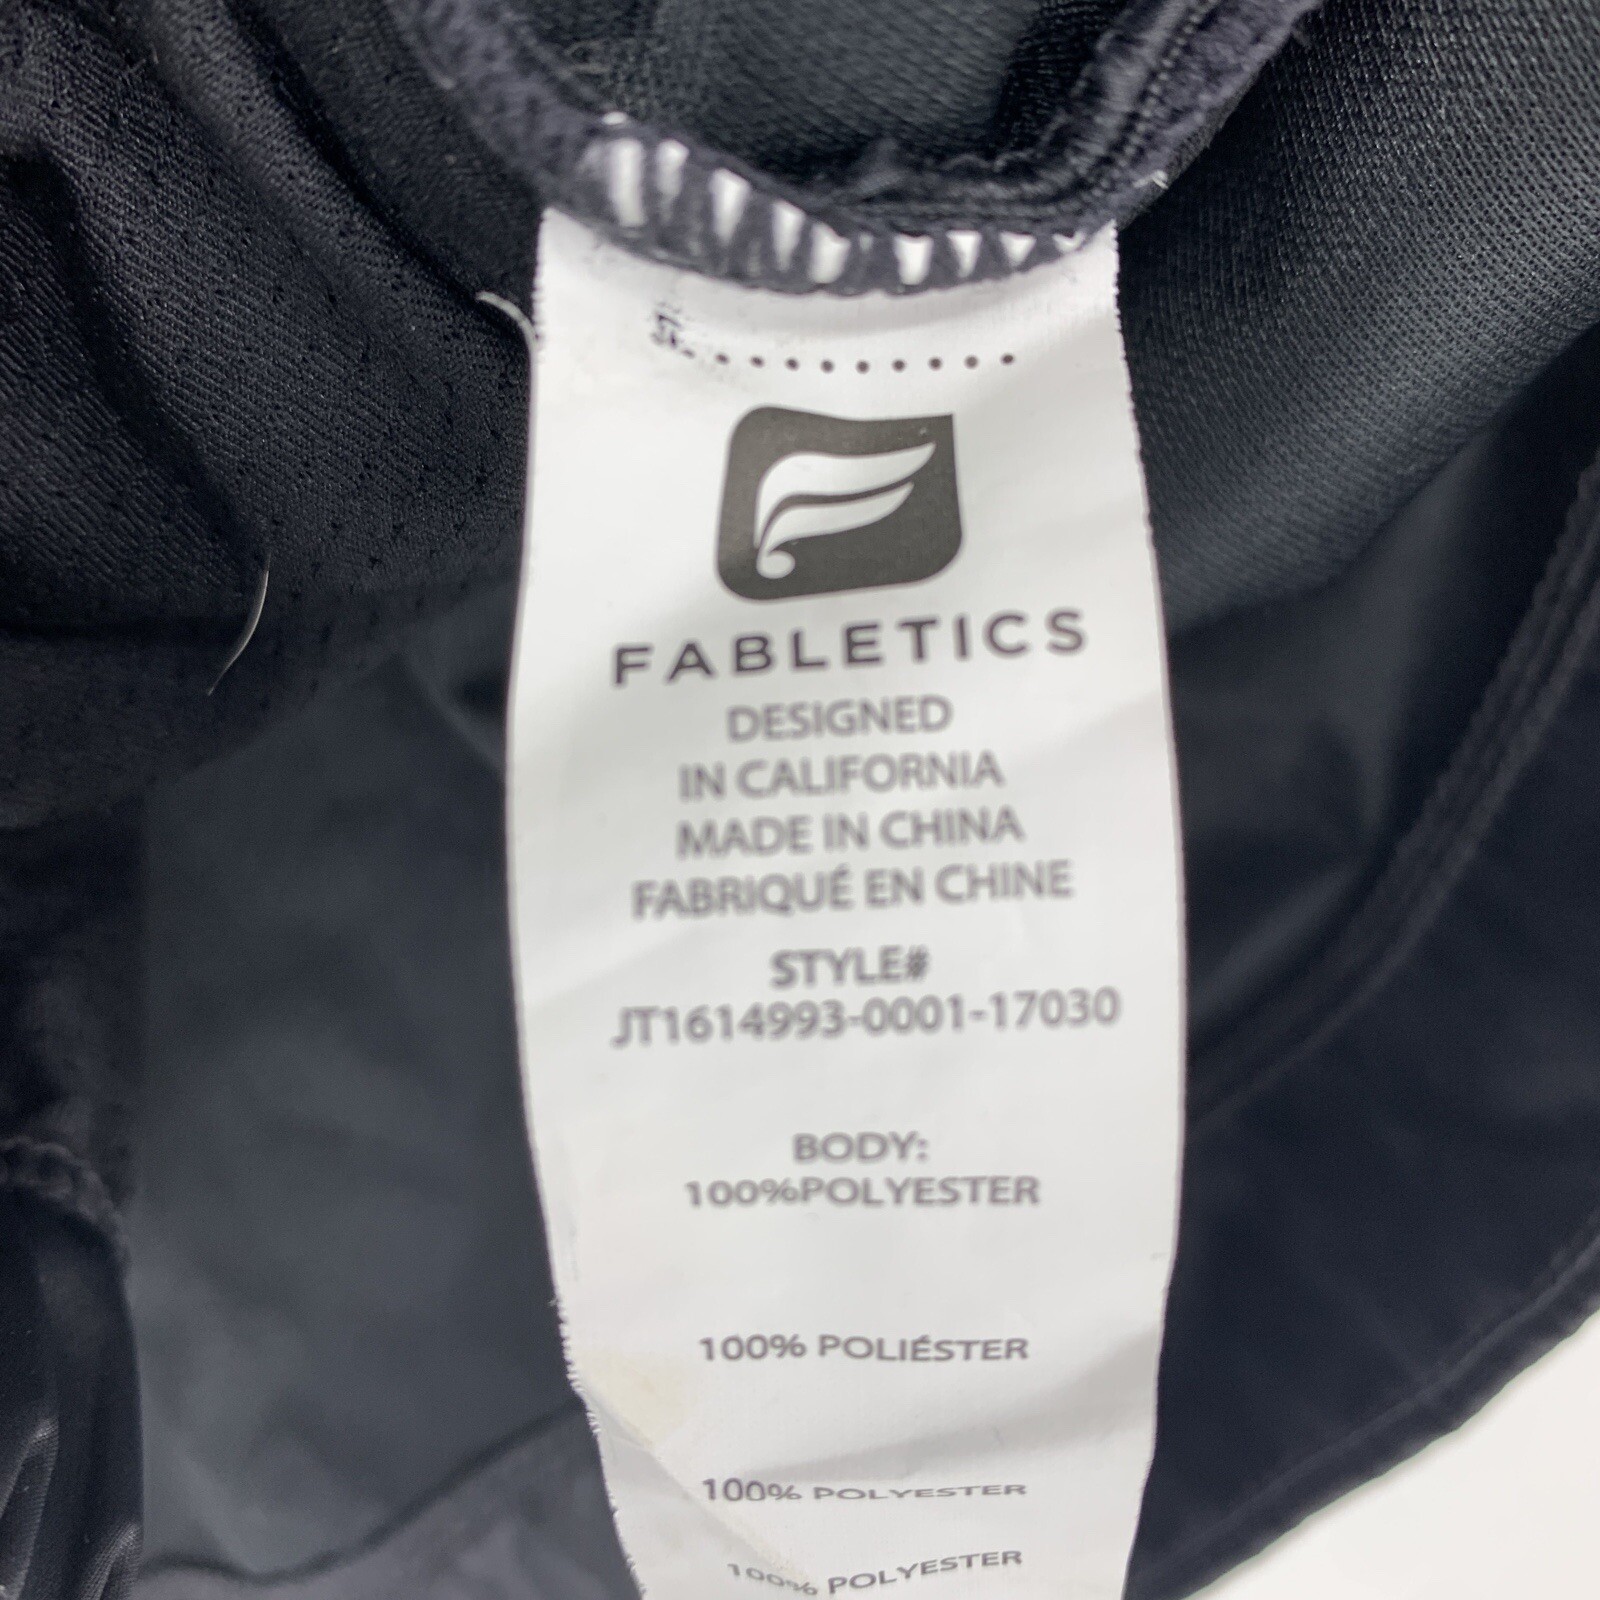 FABLETICS
DESIGNED
IN CALIFORNIA
MADE IN CHINA
FABRIQUÉ EN CHINE
STYLE#
JT1614993-0001-17030
BODY:
100%POLYESTER
100% POLIÉSTER
100% POLYESTER
100% POLYESTER